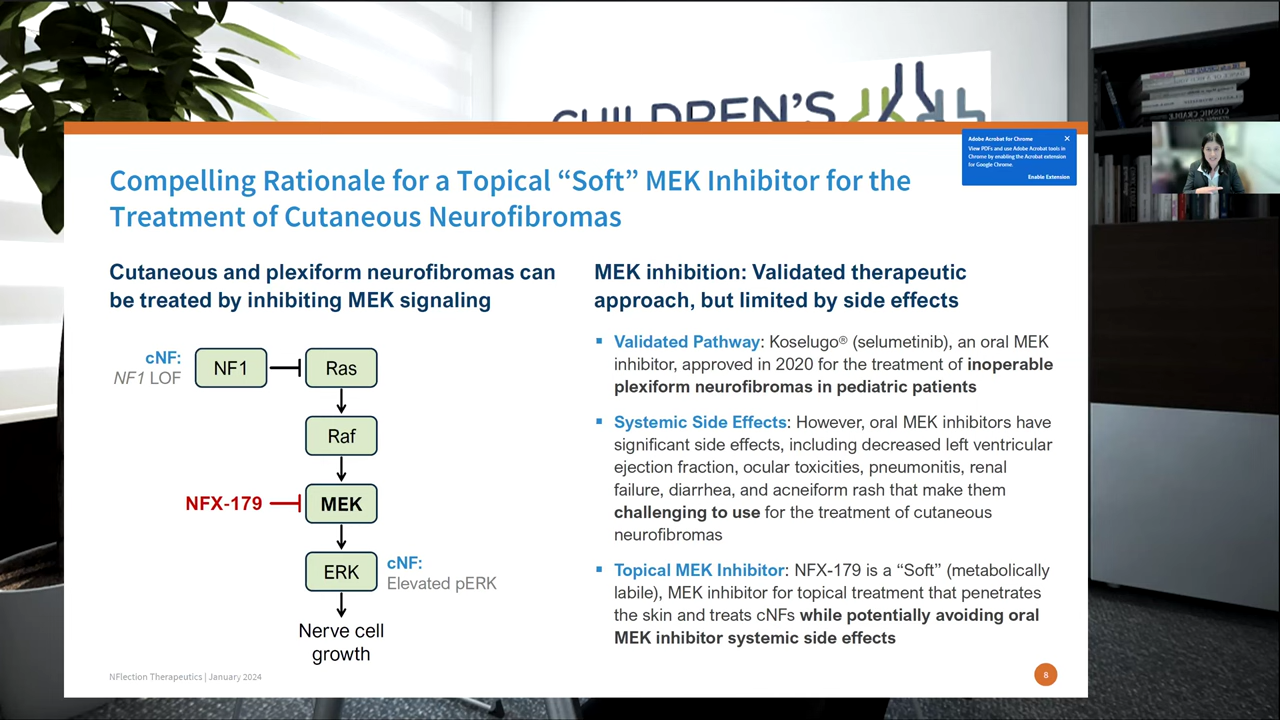 CHILDREN'S
Adobe Acrobat for Chrome
View PDFs and use Adobe Acrobat tools in
Chrome by enabling the Acrobat extension
for Google Chrome.
Enable Extension
Compelling Rationale for a Topical “Soft” MEK Inhibitor for the
Treatment of Cutaneous Neurofibromas
Cutaneous and plexiform neurofibromas can
be treated by inhibiting MEK signaling
cNF:
NF1 LOF
NF1
Ras
Raf
NFX-179
MEK
ERK
cNF:
Elevated pERK
Nerve cell
growth
MEK inhibition: Validated therapeutic
approach, but limited by side effects
▪ Validated Pathway: Koselugo® (selumetinib), an oral MEK
inhibitor, approved in 2020 for the treatment of inoperable
plexiform neurofibromas in pediatric patients
▪ Systemic Side Effects: However, oral MEK inhibitors have
significant side effects, including decreased left ventricular
ejection fraction, ocular toxicities, pneumonitis, renal
failure, diarrhea, and acneiform rash that make them
challenging to use for the treatment of cutaneous
neurofibromas
▪ Topical MEK Inhibitor: NFX-179 is a “Soft” (metabolically
labile), MEK inhibitor for topical treatment that penetrates
the skin and treats cNFs while potentially avoiding oral
MEK inhibitor systemic side effects
NFlection Therapeutics | January 2024
8